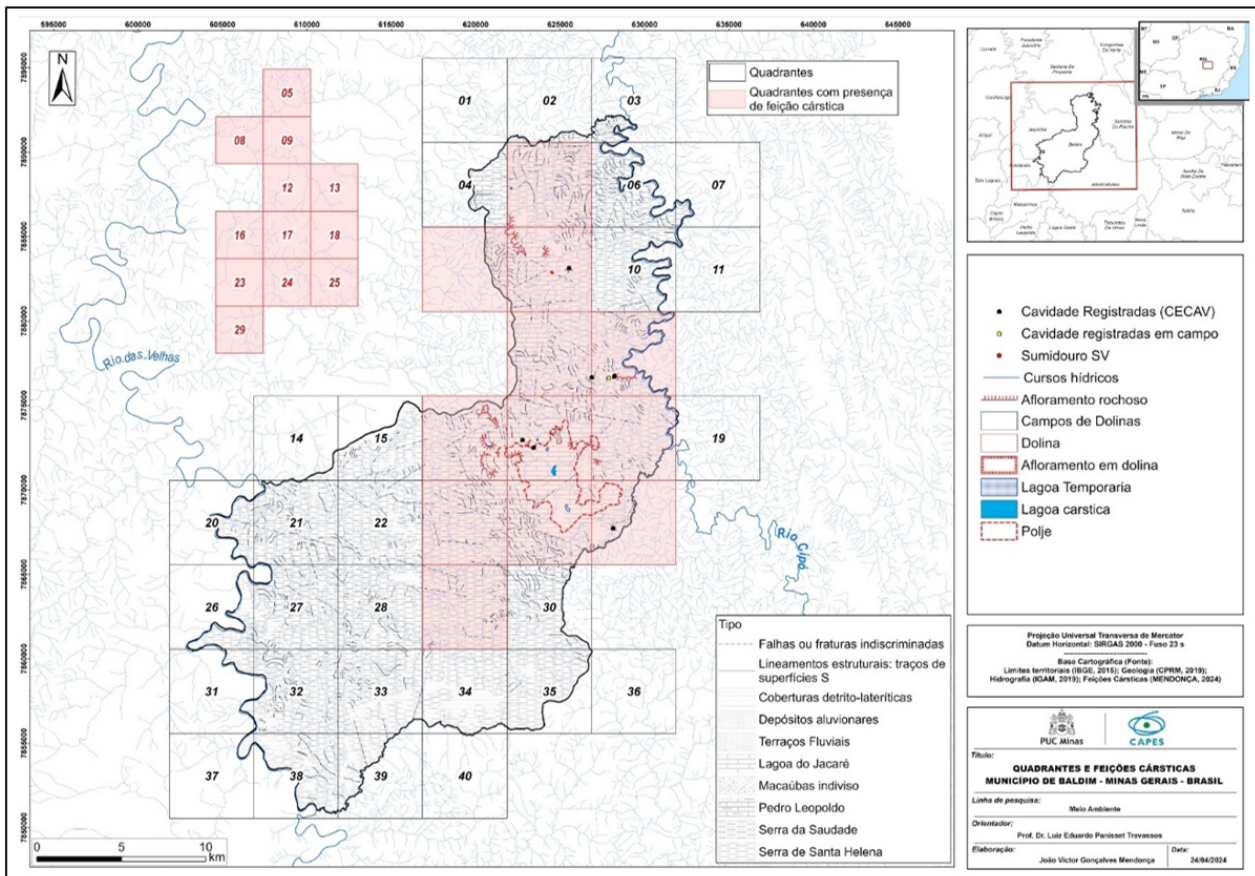 595000 600000 605000 610000 615000 620000 625000 630000 635000 640000 645000
7890000
7895000
7885000
7880000
7875000
7870000
7865000
7860000
7855000
7850000
N
Quadrantes
Quadrantes com presença
de feição cárstica
05
08 09
12 13
16 17 18
23 24 25
29
01 02 03
04 06 07
10 11
14 15 19
20 21 22
26 27 28 30
31 32 33 34 35 36
37 38 39 40
Rio das Velhas
Rio Cipó
0 5 10
km
Tipo
Falhas ou fraturas indiscriminadas
Lineamentos estruturais: traços de
superfícies S
Coberturas detrito-lateríticas
Depósitos aluvionares
Terraços Fluviais
Lagoa do Jacaré
Macaúbas indiviso
Pedro Leopoldo
Serra da Saudade
Serra de Santa Helena
Cavidade Registradas (CECAV)
Cavidade registradas em campo
Sumidouro SV
Cursos hídricos
Afloramento rochoso
Campos de Dolinas
Dolina
Afloramento em dolina
Lagoa Temporaria
Lagoa carstica
Polje
Projeção Universal Transversa de Mercator
Datum Horizontal: SIRGAS 2000 - Fuso 23 s
Base Cartográfica (Fonte):
Limites territoriais (IBGE, 2015); Geologia (CPRM, 2019);
Hidrografia (IGAM, 2019); Feições Cársticas (MENDONÇA, 2024)
PUC Minas
CAPES
Título:
QUADRANTES E FEIÇÕES CÁRSTICAS
MUNICÍPIO DE BALDIM - MINAS GERAIS - BRASIL
Linha de pesquisa:
Meio Ambiente
Orientador:
Prof. Dr. Luiz Eduardo Panisset Travassos
Elaboração:
João Victor Gonçalves Mendonça
Data:
24/04/2024